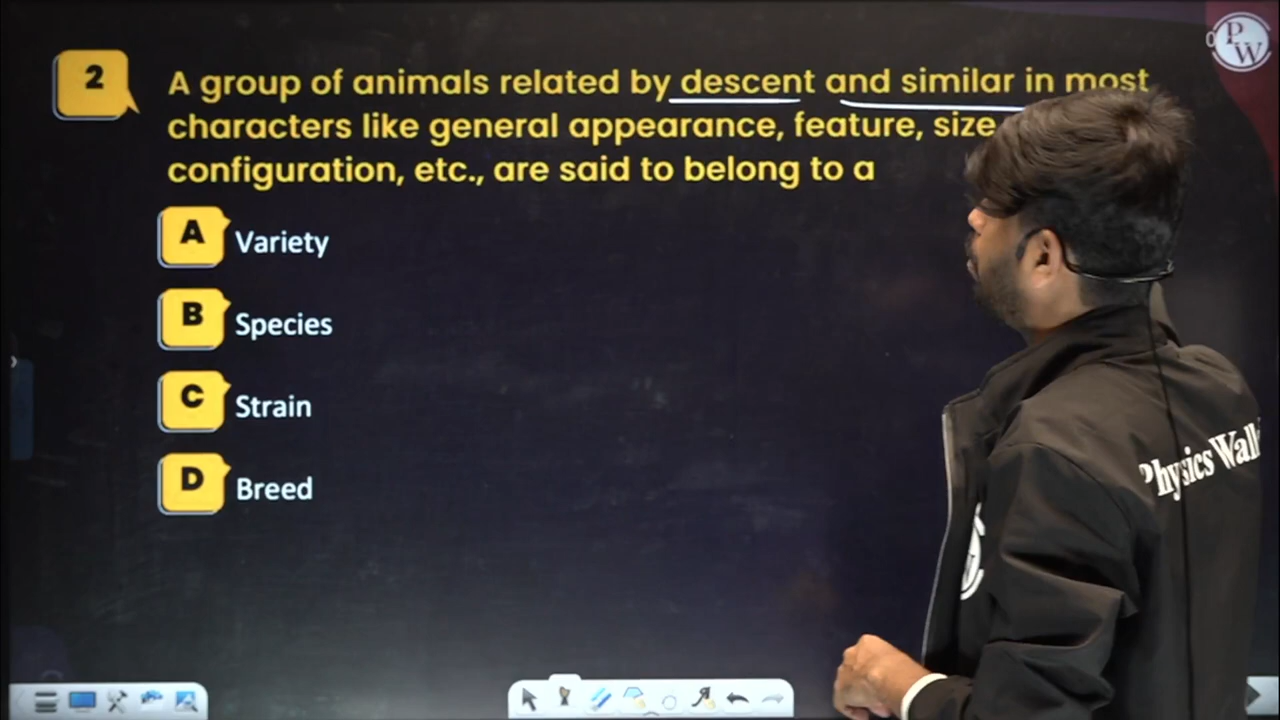 2
A group of animals related by descent and similar in most
characters like general appearance, feature, size
configuration, etc., are said to belong to a
A Variety
B Species
C Strain
D Breed
PW
Physics